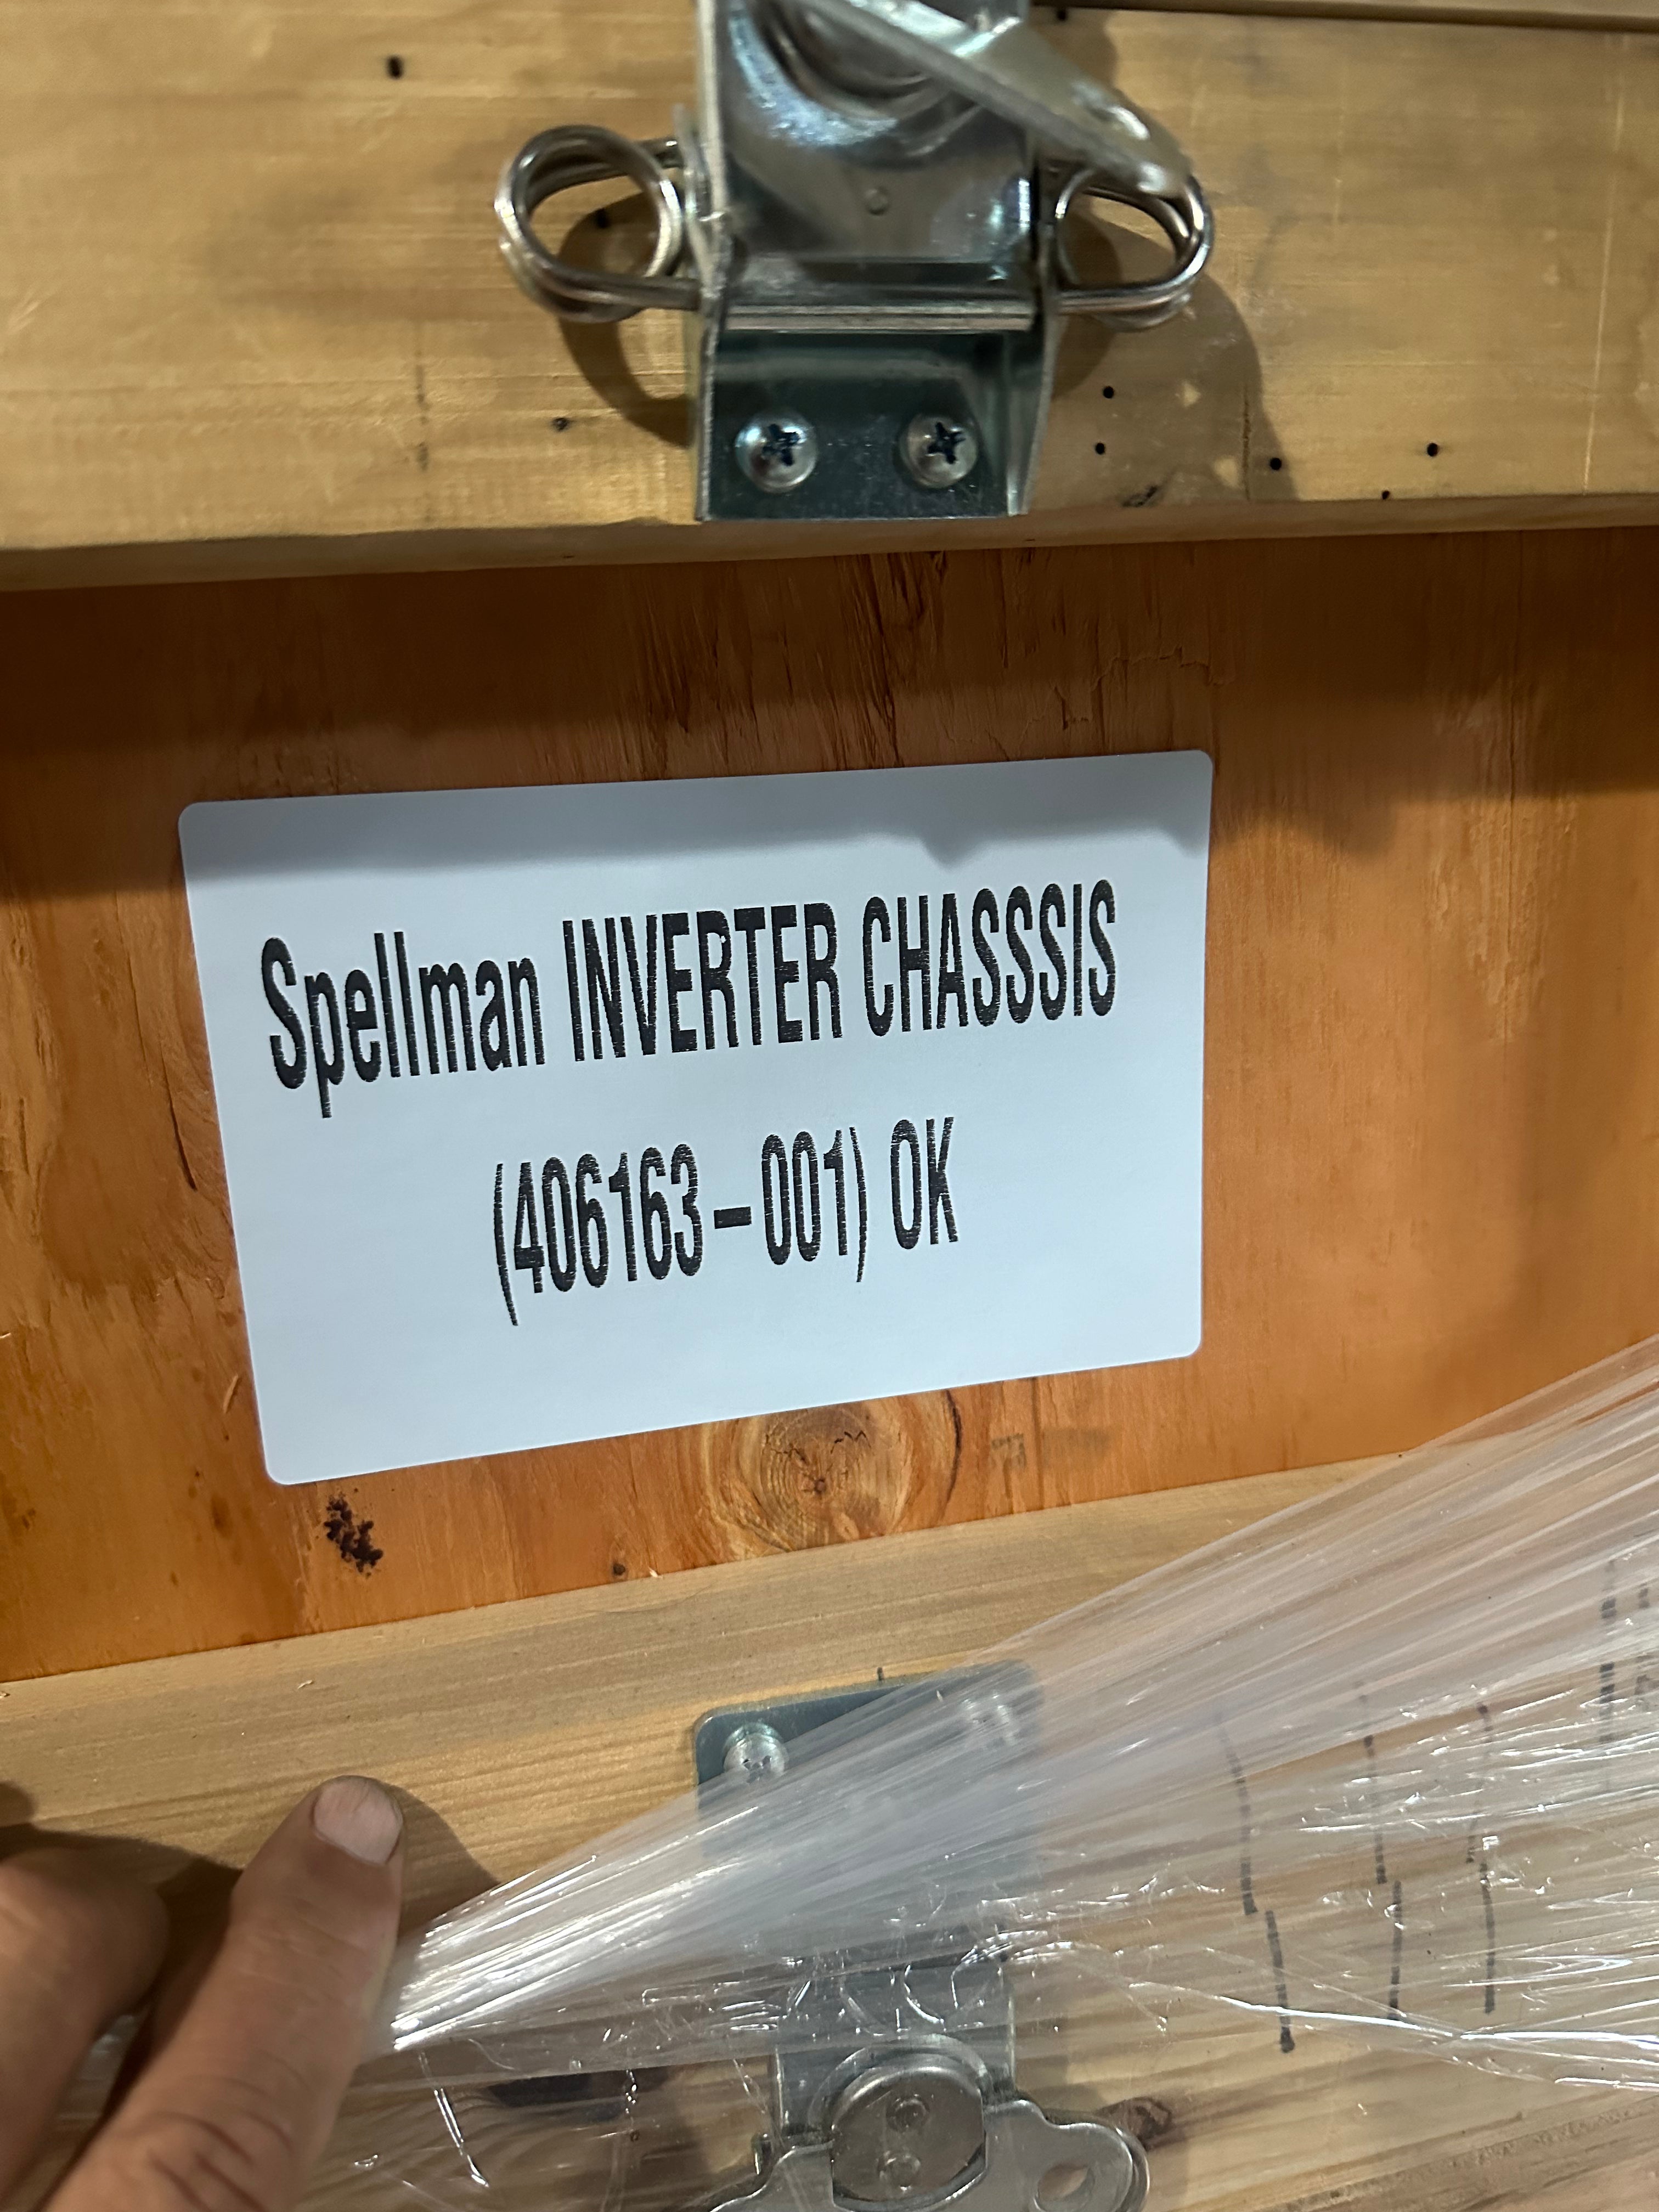 Spellman INVERTER CHASSSIS
(406163-001) OK